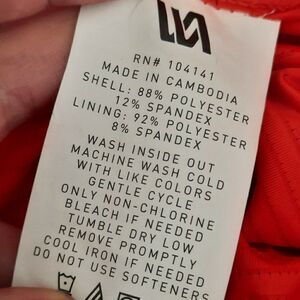 RN# 104141
MADE IN CAMBODIA
SHELL: 88% POLYESTER
12% SPANDEX
LINING: 92% POLYESTER
8% SPANDEX
WASH INSIDE OUT
MACHINE WASH COLD
WITH LIKE COLORS
GENTLE CYCLE
ONLY NON-CHLORINE
BLEACH IF NEEDED
TUMBLE DRY LOW
REMOVE PROMPTLY
COOL IRON IF NEEDED
DO NOT USE SOFTENERS